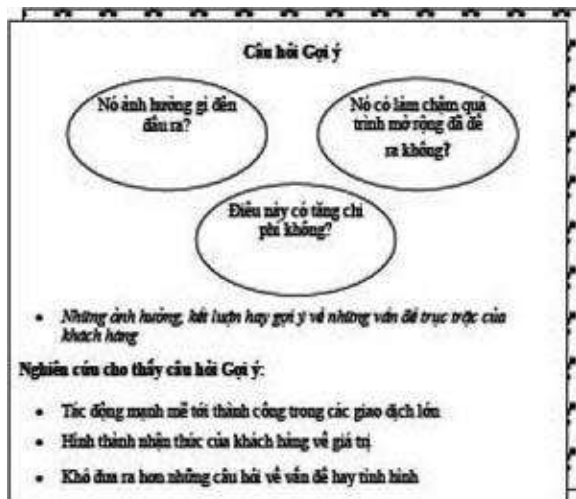 Câu hỏi Gợi ý
Nó ảnh hưởng gì đến
đầu ra?
Nó có làm chậm quá
trình mở rộng đã đề
ra không?
Điều này có tăng chi
phí không?
• Những ảnh hưởng, kết luận hay gợi ý về những vấn đề trục trặc của
khách hàng
Nghiên cứu cho thấy câu hỏi Gợi ý:
• Tác động mạnh mẽ tới thành công trong các giao dịch lớn
• Hình thành nhận thức của khách hàng về giá trị
• Khó đưa ra hơn những câu hỏi về vấn đề hay tình hình